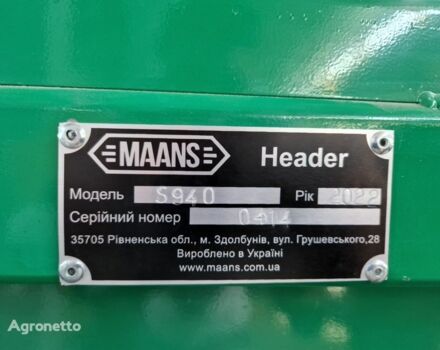 MAANS Header
Модель S940 Рік 2022
Серійний номер 0414
35705 Рівненська обл., м. Здолбунів, вул. Грушевського,28
Вироблено в Україні
www.maans.com.ua
Agronetto